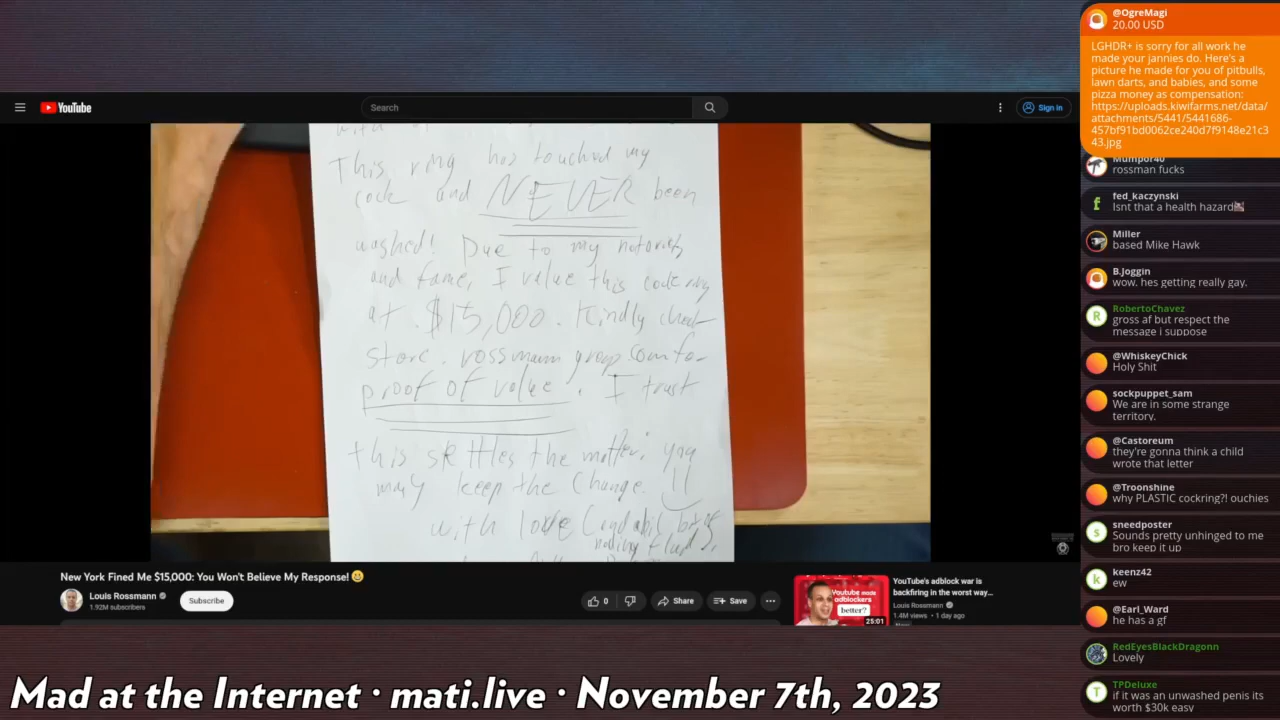 YouTube
Search
Sign in
This ring has touched my
cock and NEVER been
washed! Due to my notoriety
and fame, I value this cockring
at $15,000. Kindly check
store.rossmanngroup.com for
proof of value. I trust
this settles the matter; you
may keep the change. !!
with love
New York Fined Me $15,000: You Won't Believe My Response!
Louis Rossmann
1.92M subscribers
Subscribe
0
Share
Save
YouTube made
adblockers
better?
25:01
YouTube's adblock war is
backfiring in the worst way...
Louis Rossmann
1.4M views • 1 day ago
New
@OgreMagi
20.00 USD
LGHDR+ is sorry for all work he
made your jannies do. Here's a
picture he made for you of pitbulls,
lawn darts, and babies, and some
pizza money as compensation:
https://uploads.kiwifarms.net/data/
attachments/5441/5441686-
457bf91bd0062ce240d7f9148e21c3
43.jpg
Mumpor40
rossman fucks
fed_kaczynski
Isnt that a health hazard
Miller
based Mike Hawk
B.Joggin
wow, hes getting really gay.
RobertoChavez
gross af but respect the
message i suppose
@WhiskeyChick
Holy Shit
sockpuppet_sam
We are in some strange
territory.
@Castoreum
they're gonna think a child
wrote that letter
@Troonshine
why PLASTIC cockring?! ouchies
sneedposter
Sounds pretty unhinged to me
bro keep it up
keenz42
ew
@Earl_Ward
he has a gf
RedEyesBlackDragonn
Lovely
TPDeluxe
if it was an unwashed penis its
worth $30k easy
Mad at the Internet • mati.live • November 7th, 2023